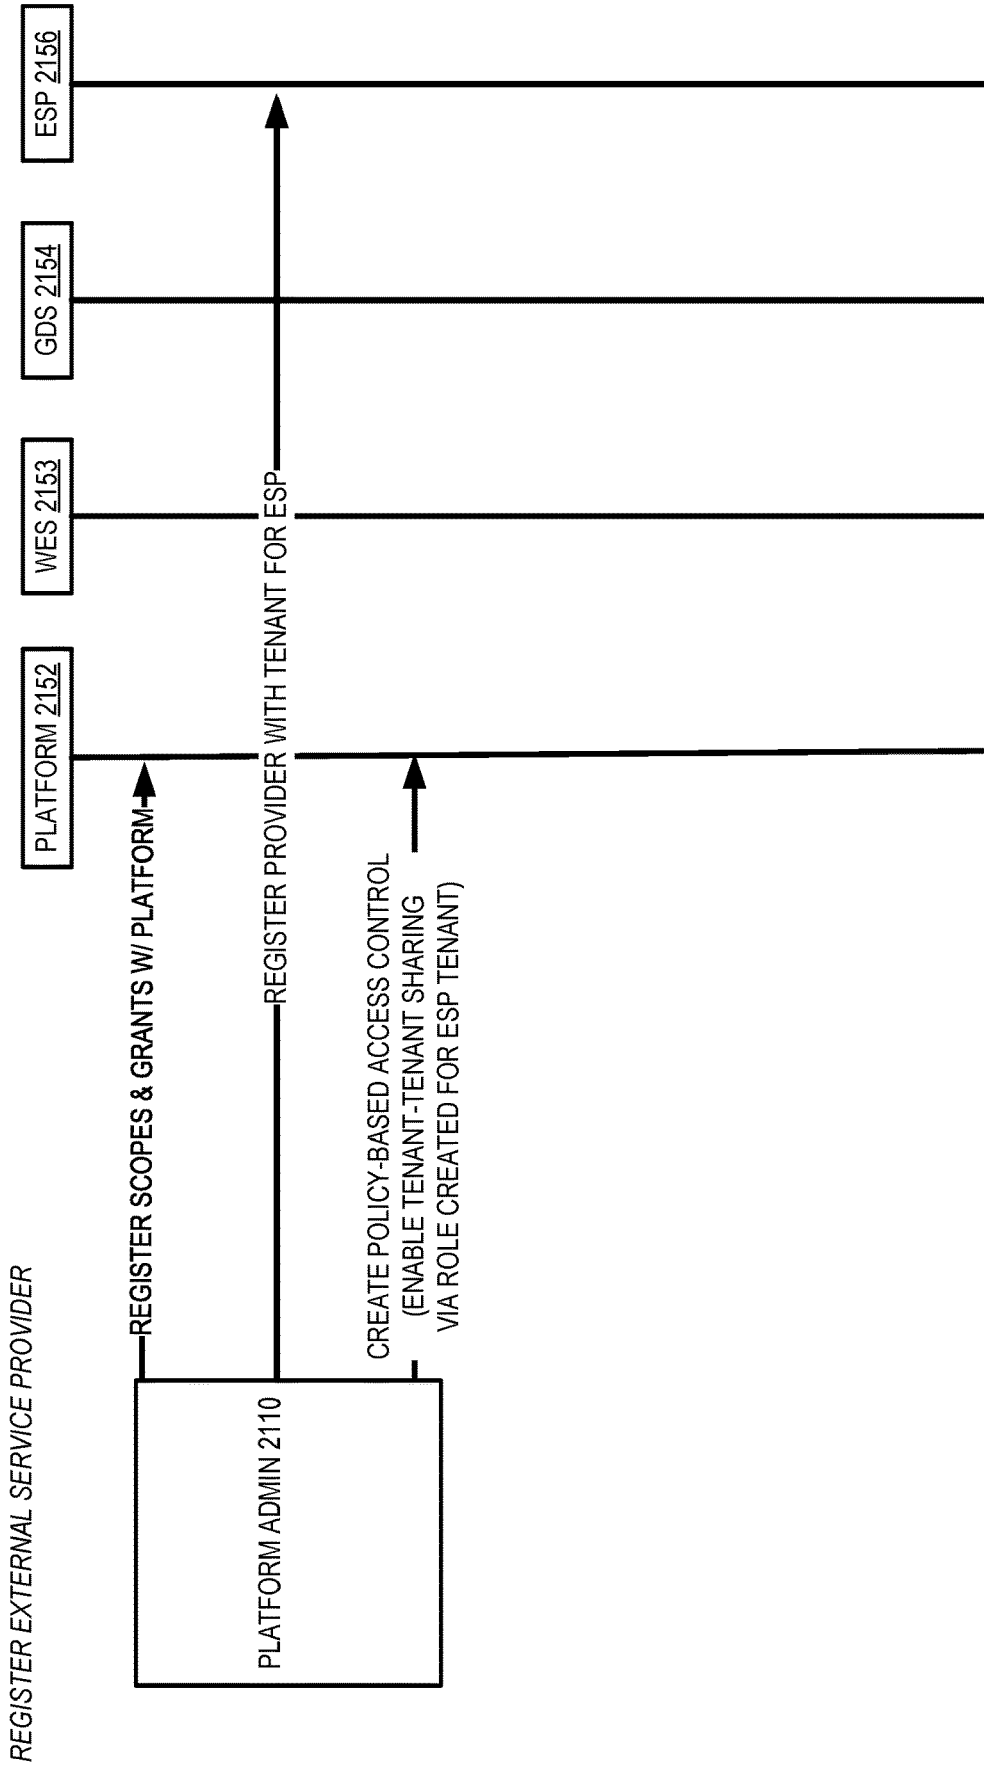 REGISTER EXTERNAL SERVICE PROVIDER
PLATFORM 2152
WES 2153
GDS 2154
ESP 2156
REGISTER SCOPES & GRANTS W/ PLATFORM
PLATFORM ADMIN 2110
REGISTER PROVIDER WITH TENANT FOR ESP
CREATE POLICY-BASED ACCESS CONTROL
(ENABLE TENANT-TENANT SHARING
VIA ROLE CREATED FOR ESP TENANT)